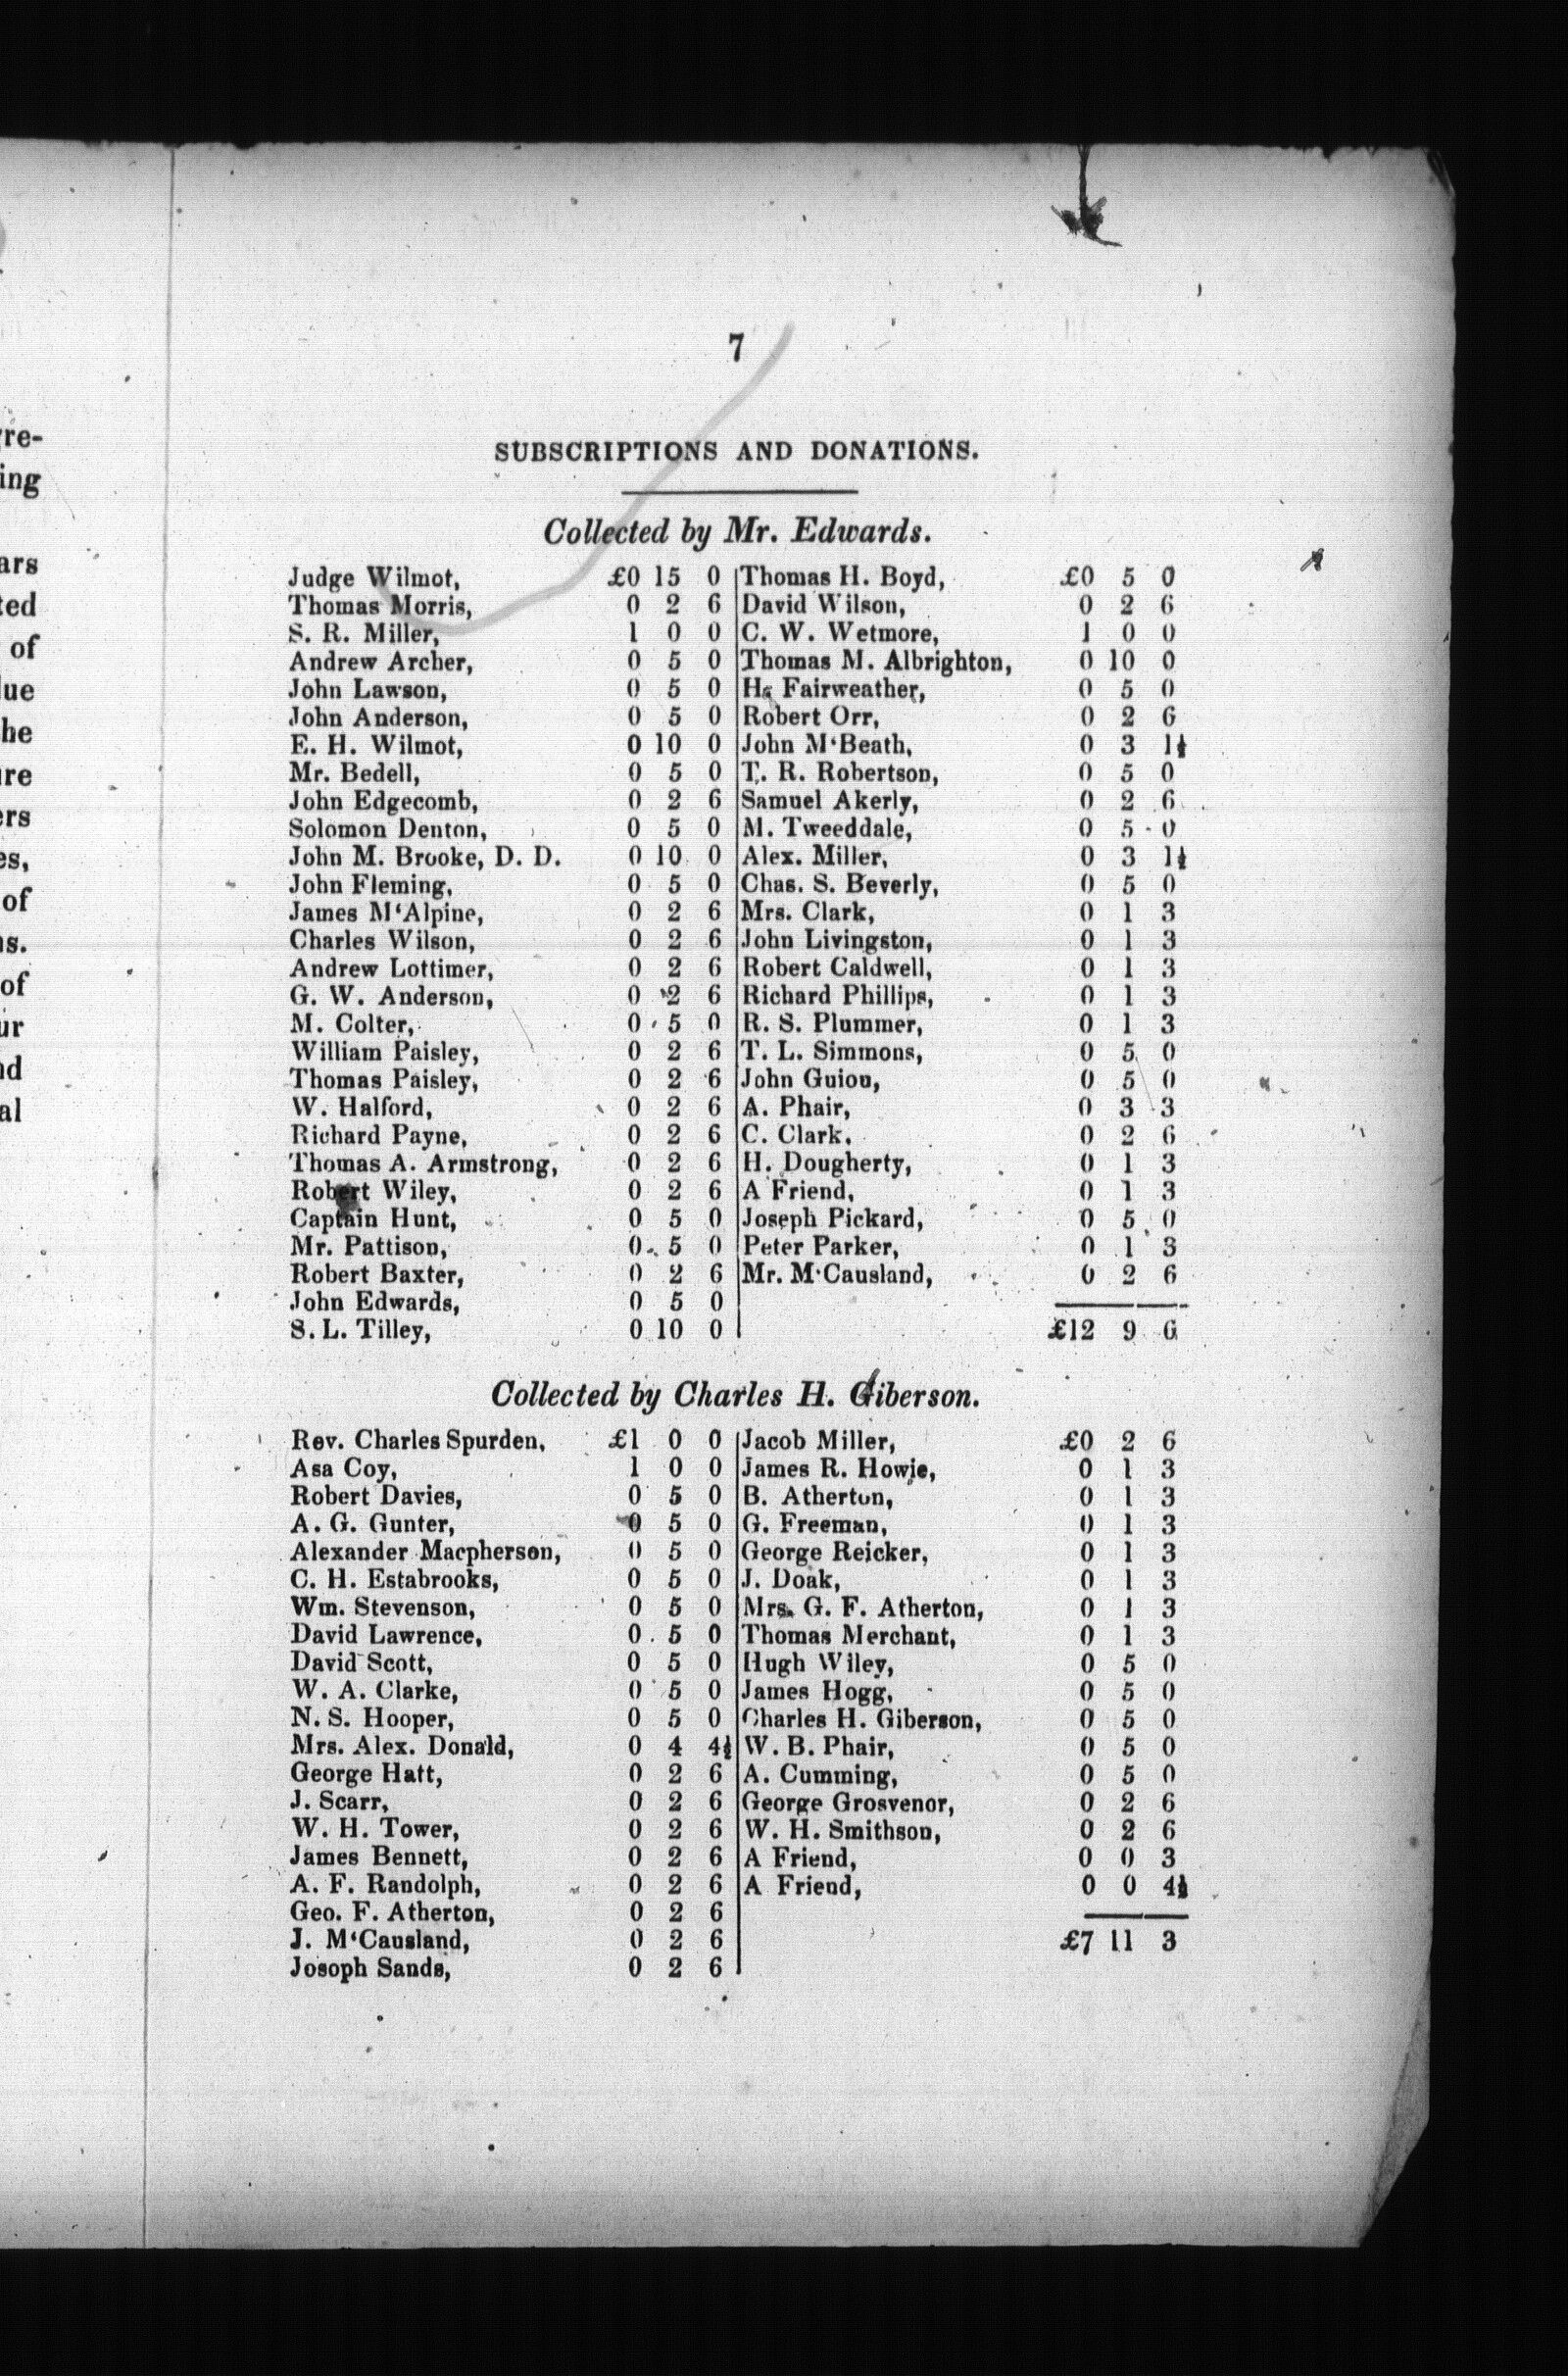 re-
ing
ars
ted
of
lue
he
re
ers
es,
of
ns.
of
ur
nd
al
7
SUBSCRIPTIONS AND DONATIONS.
Collected by Mr. Edwards.
Judge Wilmot, £0 15 0
Thomas Morris, 0 2 6
S. R. Miller, 1 0 0
Andrew Archer, 0 5 0
John Lawson, 0 5 0
John Anderson, 0 5 0
E. H. Wilmot, 0 10 0
Mr. Bedell, 0 5 0
John Edgecomb, 0 2 6
Solomon Denton, 0 5 0
John M. Brooke, D. D. 0 10 0
John Fleming, 0 5 0
James M‘Alpine, 0 2 6
Charles Wilson, 0 2 6
Andrew Lottimer, 0 2 6
G. W. Anderson, 0 2 6
M. Colter, 0 5 0
William Paisley, 0 2 6
Thomas Paisley, 0 2 6
W. Halford, 0 2 6
Richard Payne, 0 2 6
Thomas A. Armstrong, 0 2 6
Robert Wiley, 0 2 6
Captain Hunt, 0 5 0
Mr. Pattison, 0 5 0
Robert Baxter, 0 2 6
John Edwards, 0 5 0
S. L. Tilley, 0 10 0
Thomas H. Boyd, £0 5 0
David Wilson, 0 2 6
C. W. Wetmore, 1 0 0
Thomas M. Albrighton, 0 10 0
H. Fairweather, 0 5 0
Robert Orr, 0 2 6
John M‘Beath, 0 3 1½
T. R. Robertson, 0 5 0
Samuel Akerly, 0 2 6
M. Tweeddale, 0 5 0
Alex. Miller, 0 3 1½
Chas. S. Beverly, 0 5 0
Mrs. Clark, 0 1 3
John Livingston, 0 1 3
Robert Caldwell, 0 1 3
Richard Phillips, 0 1 3
R. S. Plummer, 0 1 3
T. L. Simmons, 0 5 0
John Guiou, 0 5 0
A. Phair, 0 3 3
C. Clark. 0 2 6
H. Dougherty, 0 1 3
A Friend, 0 1 3
Joseph Pickard, 0 5 0
Peter Parker, 0 1 3
Mr. M‘Causland, 0 2 6
£12 9 6
Collected by Charles H. Giberson.
Rev. Charles Spurden, £1 0 0
Asa Coy, 1 0 0
Robert Davies, 0 5 0
A. G. Gunter, 0 5 0
Alexander Macpherson, 0 5 0
C. H. Estabrooks, 0 5 0
Wm. Stevenson, 0 5 0
David Lawrence, 0 5 0
David Scott, 0 5 0
W. A. Clarke, 0 5 0
N. S. Hooper, 0 5 0
Mrs. Alex. Donald, 0 4 4½
George Hatt, 0 2 6
J. Scarr, 0 2 6
W. H. Tower, 0 2 6
James Bennett, 0 2 6
A. F. Randolph, 0 2 6
Geo. F. Atherton, 0 2 6
J. M‘Causland, 0 2 6
Josoph Sands, 0 2 6
Jacob Miller, £0 2 6
James R. Howie, 0 1 3
B. Atherton, 0 1 3
G. Freeman, 0 1 3
George Reicker, 0 1 3
J. Doak, 0 1 3
Mrs. G. F. Atherton, 0 1 3
Thomas Merchant, 0 1 3
Hugh Wiley, 0 5 0
James Hogg, 0 5 0
Charles H. Giberson, 0 5 0
W. B. Phair, 0 5 0
A. Cumming, 0 5 0
George Grosvenor, 0 2 6
W. H. Smithson, 0 2 6
A Friend, 0 0 3
A Friend, 0 0 4½
£7 11 3